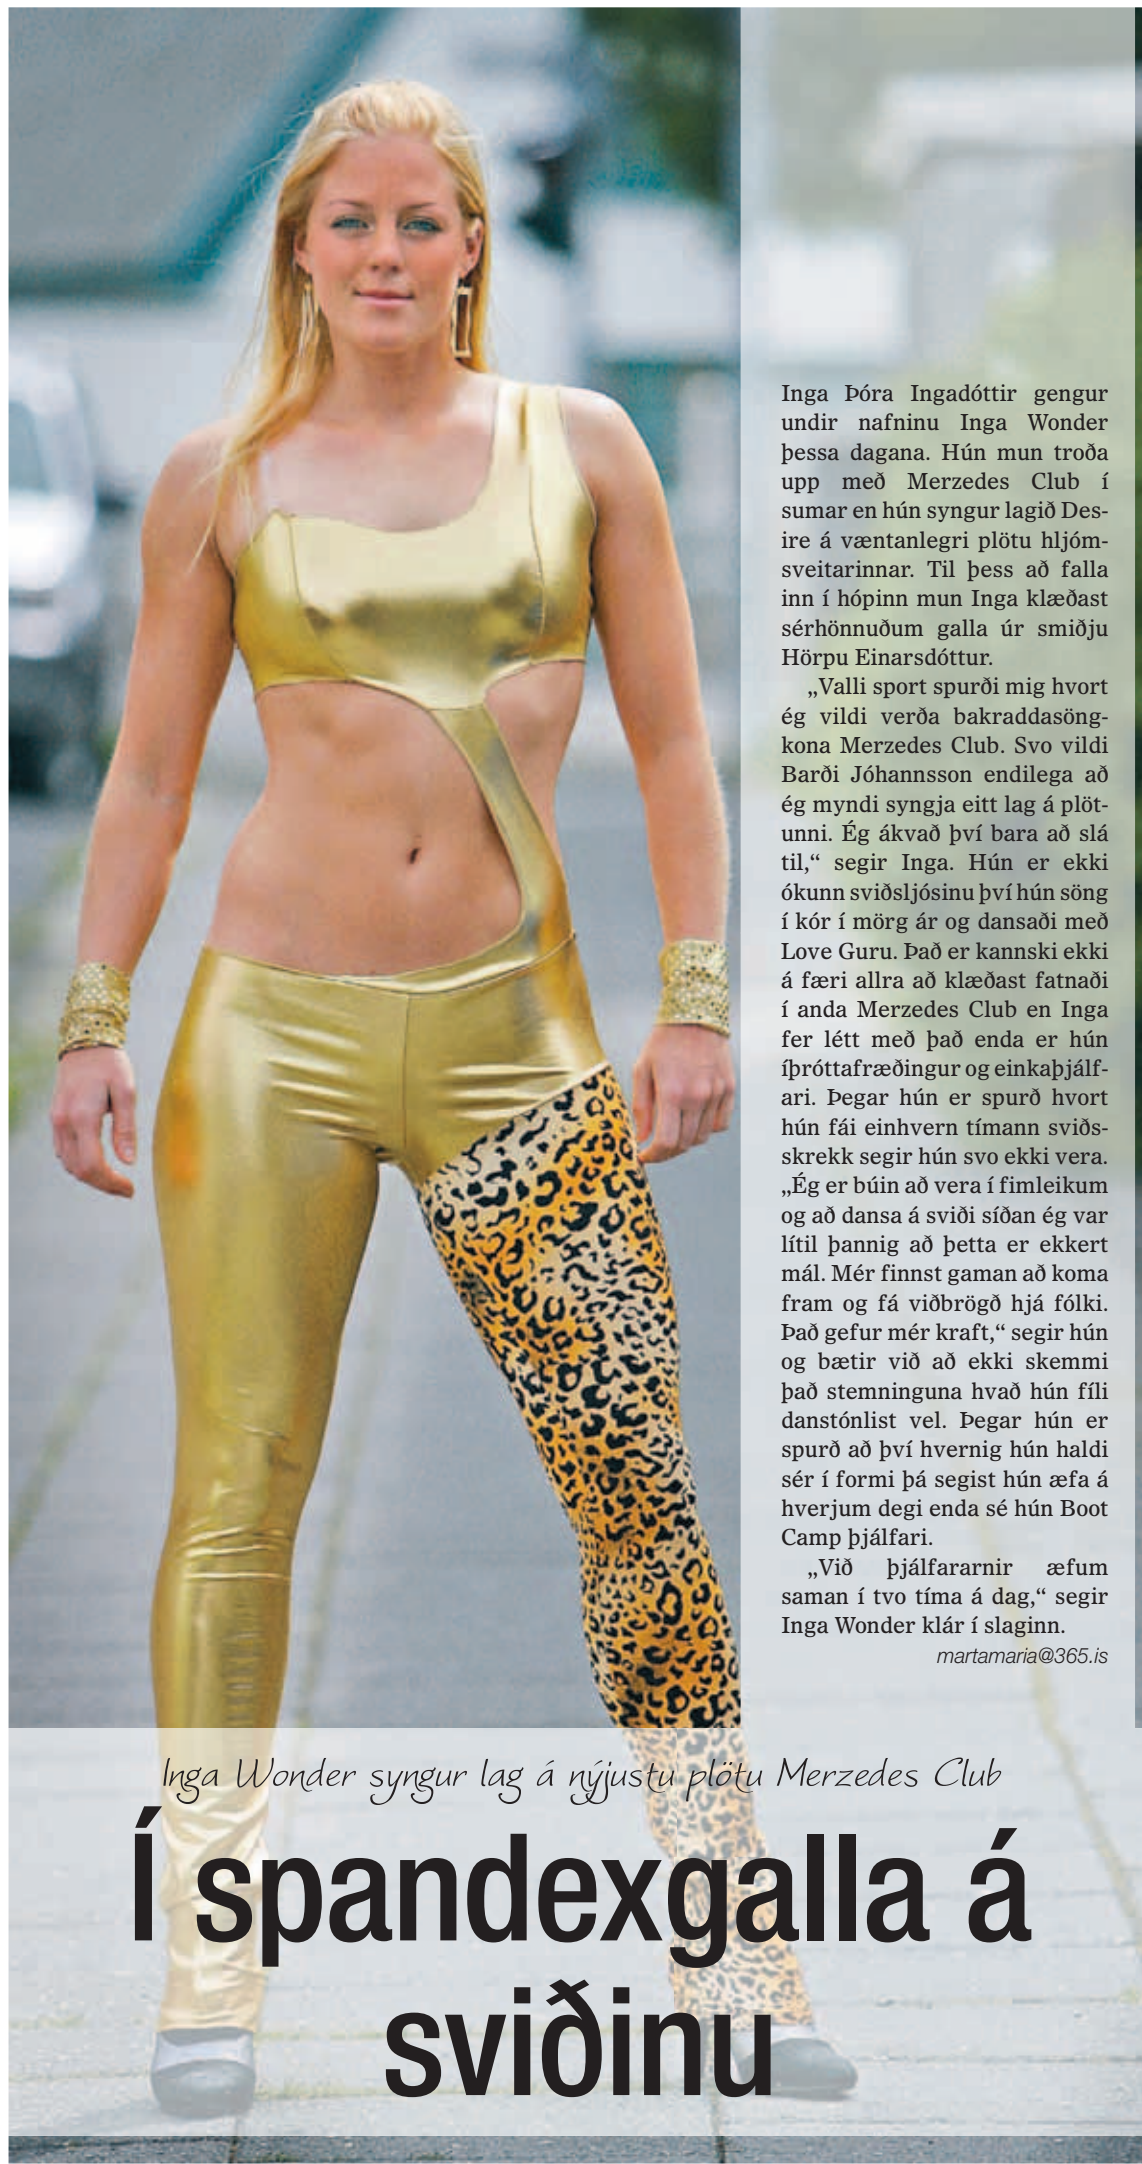 Inga Þóra Ingadóttir gengur
undir nafninu Inga Wonder
þessa dagana. Hún mun troða
upp með Merzedes Club í
sumar en hún syngur lagið Des-
ire á væntanlegri plötu hljóm-
sveitarinnar. Til þess að falla
inn í hópinn mun Inga klæðast
sérhönnuðum galla úr smiðju
Hörpu Einarsdóttur.
„Valli sport spurði mig hvort
ég vildi verða bakraddasöng-
kona Merzedes Club. Svo vildi
Barði Jóhannsson endilega að
ég myndi syngja eitt lag á plöt-
unni. Ég ákvað því bara að slá
til,“ segir Inga. Hún er ekki
ókunn sviðsljósinu því hún söng
í kór í mörg ár og dansaði með
Love Guru. Það er kannski ekki
á færi allra að klæðast fatnaði
í anda Merzedes Club en Inga
fer létt með það enda er hún
íþróttafræðingur og einkaþjálf-
ari. Þegar hún er spurð hvort
hún fái einhvern tímann sviðs-
skrekk segir hún svo ekki vera.
„Ég er búin að vera í fimleikum
og að dansa á sviði síðan ég var
lítil þannig að þetta er ekkert
mál. Mér finnst gaman að koma
fram og fá viðbrögð hjá fólki.
Það gefur mér kraft,“ segir hún
og bætir við að ekki skemmi
það stemninguna hvað hún fíli
danstónlist vel. Þegar hún er
spurð að því hvernig hún haldi
sér í formi þá segist hún æfa á
hverjum degi enda sé hún Boot
Camp þjálfari.
„Við þjálfararnir æfum
saman í tvo tíma á dag,“ segir
Inga Wonder klár í slaginn.
martamaria@365.is
Inga Wonder syngur lag á nýjustu plötu Merzedes Club
Í spandexgalla á
sviðinu